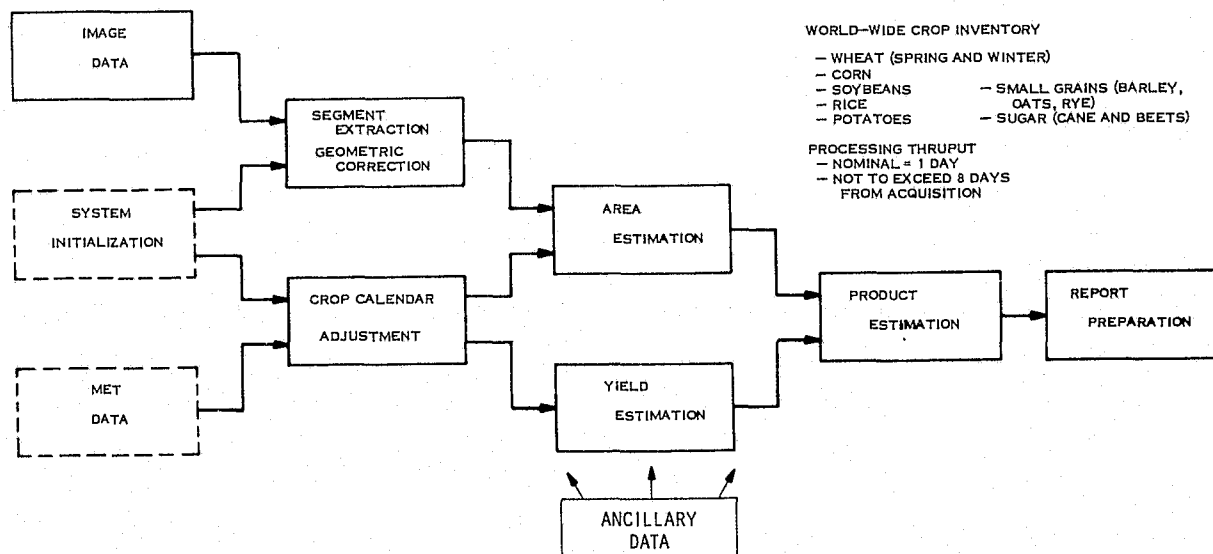 IMAGE
DATA
SYSTEM
INITIALIZATION
MET
DATA
SEGMENT
EXTRACTION
GEOMETRIC
CORRECTION
CROP CALENDAR
ADJUSTMENT
AREA
ESTIMATION
YIELD
ESTIMATION
ANCILLARY
DATA
PRODUCT
ESTIMATION
REPORT
PREPARATION
WORLD-WIDE CROP INVENTORY
- WHEAT (SPRING AND WINTER)
- CORN
- SOYBEANS
- RICE
- POTATOES
- SMALL GRAINS (BARLEY,
OATS, RYE)
- SUGAR (CANE AND BEETS)
PROCESSING THRUPUT
- NOMINAL = 1 DAY
- NOT TO EXCEED 8 DAYS
FROM ACQUISITION